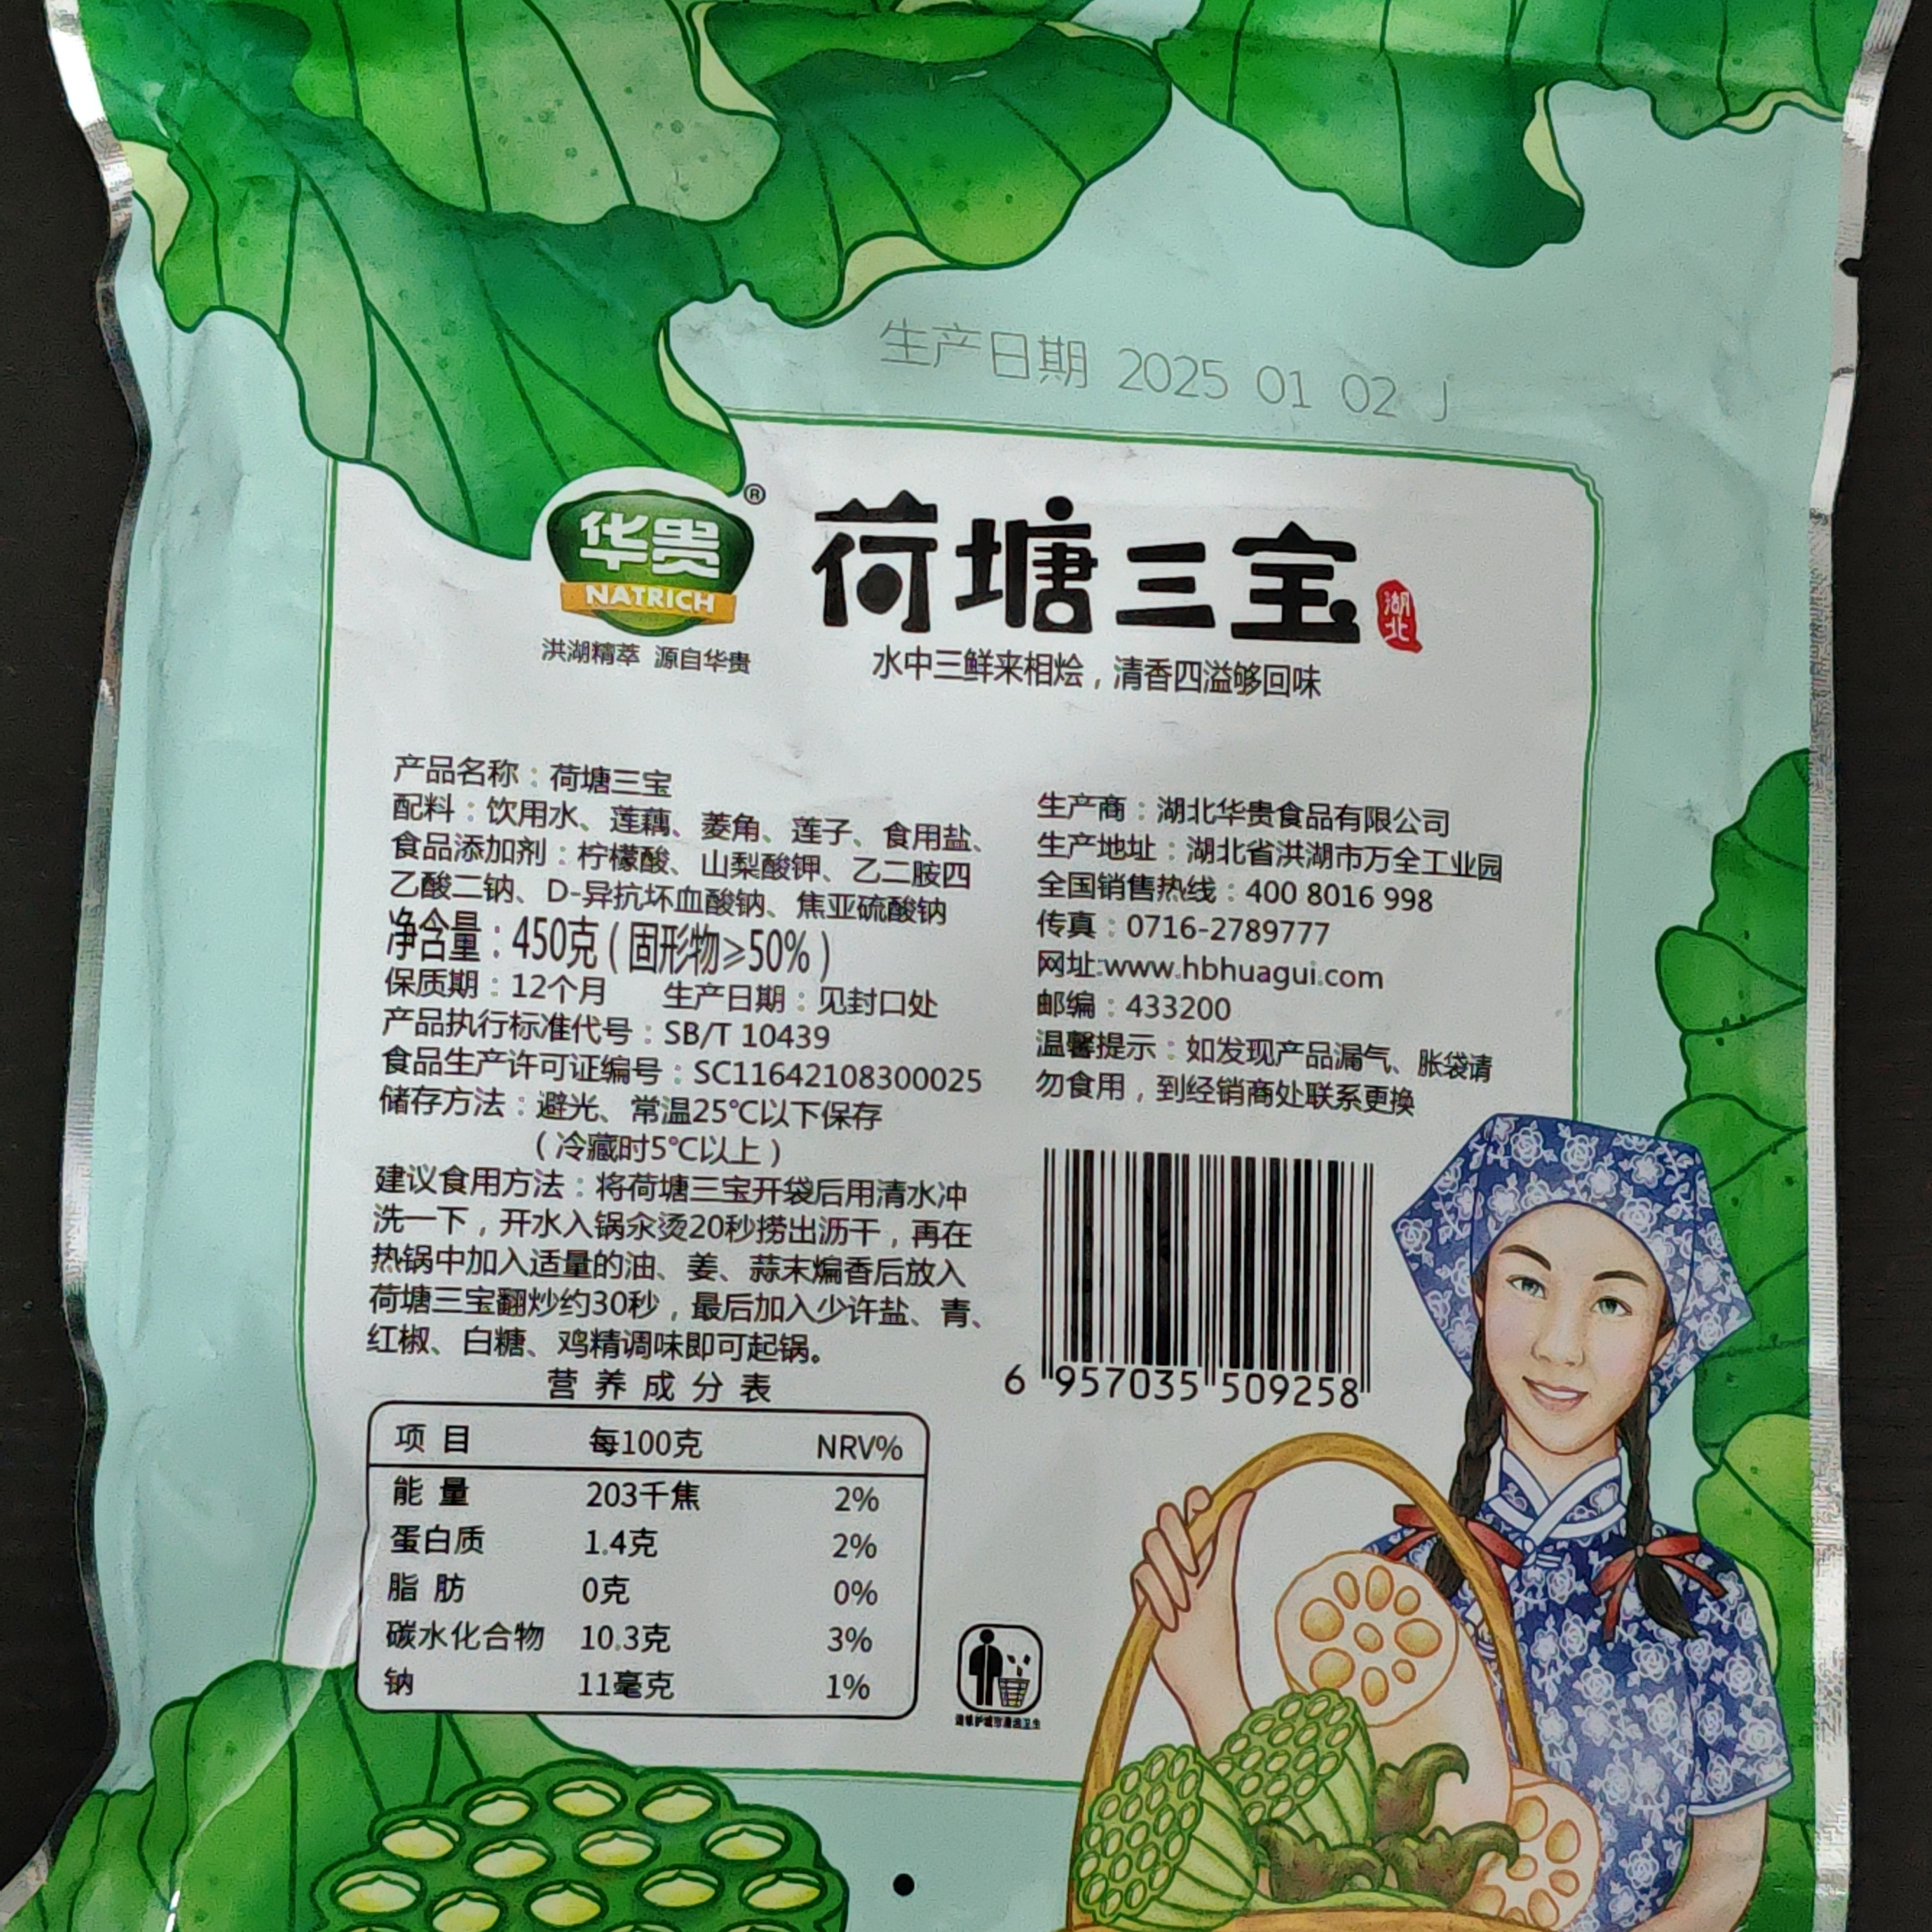 生产日期 2025 01 02 J
华贵®
NATRICH
洪湖精萃 源自华贵
荷塘三宝
湖北
水中三鲜来相烩，清香四溢够回味
产品名称：荷塘三宝
配料：饮用水、莲藕、菱角、莲子、食用盐、
食品添加剂：柠檬酸、山梨酸钾、乙二胺四
乙酸二钠、D-异抗坏血酸钠、焦亚硫酸钠
净含量：450克（固形物≥50%）
保质期：12个月 生产日期：见封口处
产品执行标准代号：SB/T 10439
食品生产许可证编号：SC11642108300025
储存方法：避光、常温25℃以下保存
（冷藏时5℃以上）
建议食用方法：将荷塘三宝开袋后用清水冲
洗一下，开水入锅汆烫20秒捞出沥干，再在
热锅中加入适量的油、姜、蒜末煸香后放入
荷塘三宝翻炒约30秒，最后加入少许盐、青、
红椒、白糖、鸡精调味即可起锅。
营养成分表
项目 每100克 NRV%
能量 203千焦 2%
蛋白质 1.4克 2%
脂肪 0克 0%
碳水化合物 10.3克 3%
钠 11毫克 1%
生产商：湖北华贵食品有限公司
生产地址：湖北省洪湖市万全工业园
全国销售热线：400 8016 998
传真：0716-2789777
网址:www.hbhuagui.com
邮编：433200
温馨提示：如发现产品漏气、胀袋请
勿食用，到经销商处联系更换
6 957035 509258